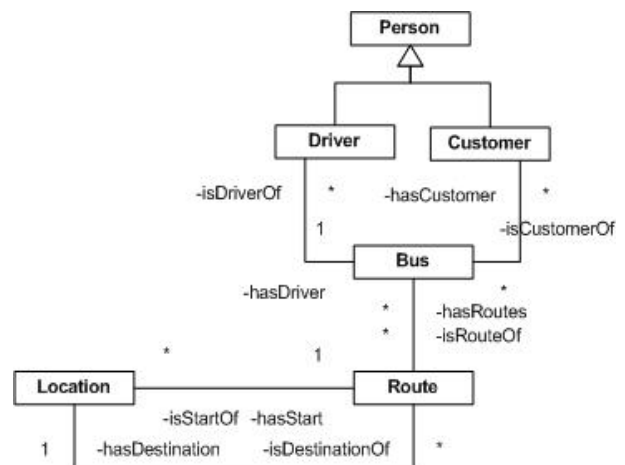 Person
Driver
Customer
-isDriverOf * -hasCustomer *
1 -isCustomerOf
Bus
-hasDriver *
* -hasRoutes
* -isRouteOf
* 1
Location Route
-isStartOf -hasStart
1 -hasDestination -isDestinationOf *